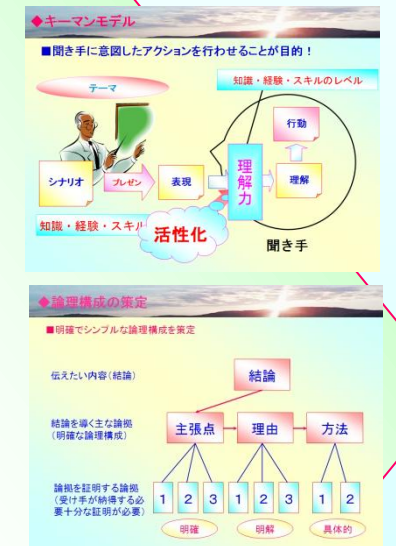 ◆キーマンモデル
■聞き手に意図したアクションを行わせることが目的！
テーマ
知識・経験・スキルのレベル
行動
シナリオ
プレゼン
表現
理解力
理解
知識・経験・スキル
活性化
聞き手
◆論理構成の策定
■明確でシンプルな論理構成を策定
伝えたい内容（結論）
結論
結論を導く主な論拠
（明確な論理構成）
主張点
理由
方法
論拠を証明する論拠
（受け手が納得する必
要十分な証明が必要）
1 2 3 1 2 3 1 2
明確
明解
具体的